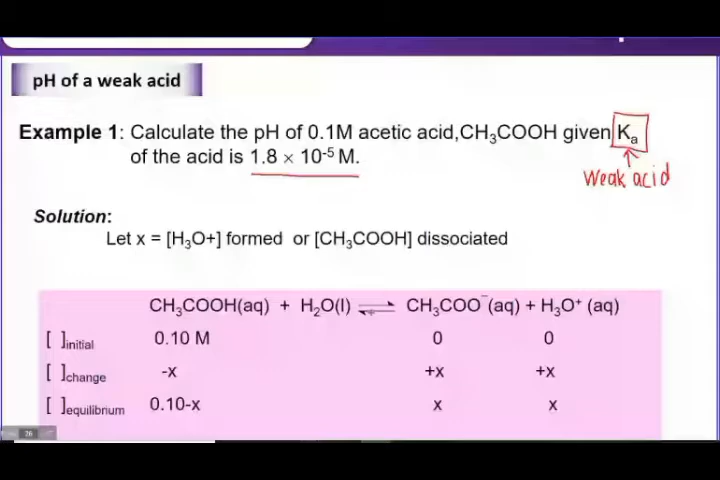 pH of a weak acid
Example 1: Calculate the pH of 0.1M acetic acid,CH₃COOH given Kₐ
of the acid is 1.8 × 10⁻⁵ M.
Weak acid
Solution:
Let x = [H₃O+] formed or [CH₃COOH] dissociated
CH₃COOH(aq) + H₂O(l) ⇌ CH₃COO⁻(aq) + H₃O⁺ (aq)
[ ]initial 0.10 M 0 0
[ ]change -x +x +x
[ ]equilibrium 0.10-x x x
26